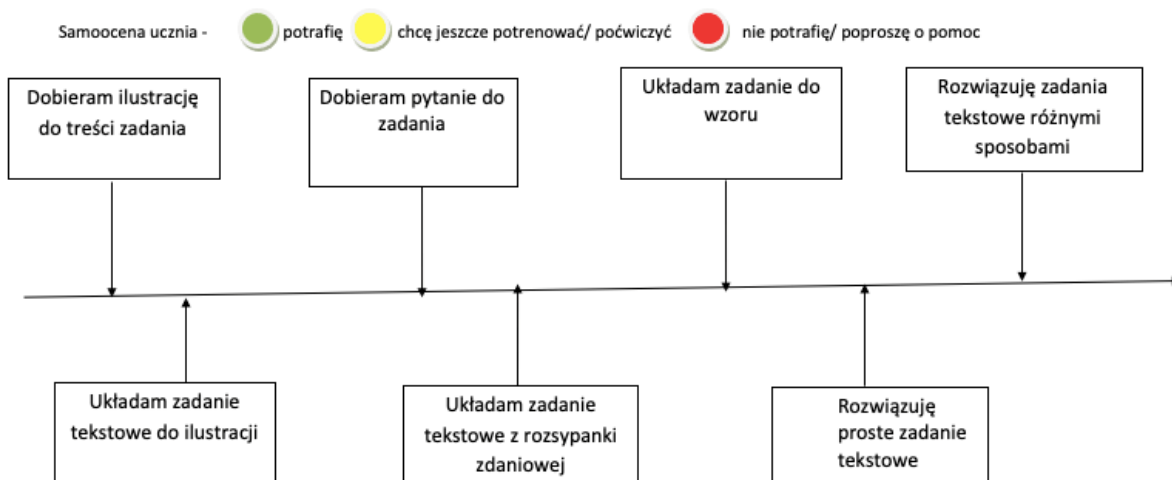 Samoocena ucznia - potrafię chcę jeszcze potrenować/ poćwiczyć nie potrafię/ poproszę o pomoc
Dobieram ilustrację
do treści zadania
Dobieram pytanie do
zadania
Układam zadanie do
wzoru
Rozwiązuję zadania
tekstowe różnymi
sposobami
Układam zadanie
tekstowe do ilustracji
Układam zadanie
tekstowe z rozsypanki
zdaniowej
Rozwiązuję
proste zadanie
tekstowe